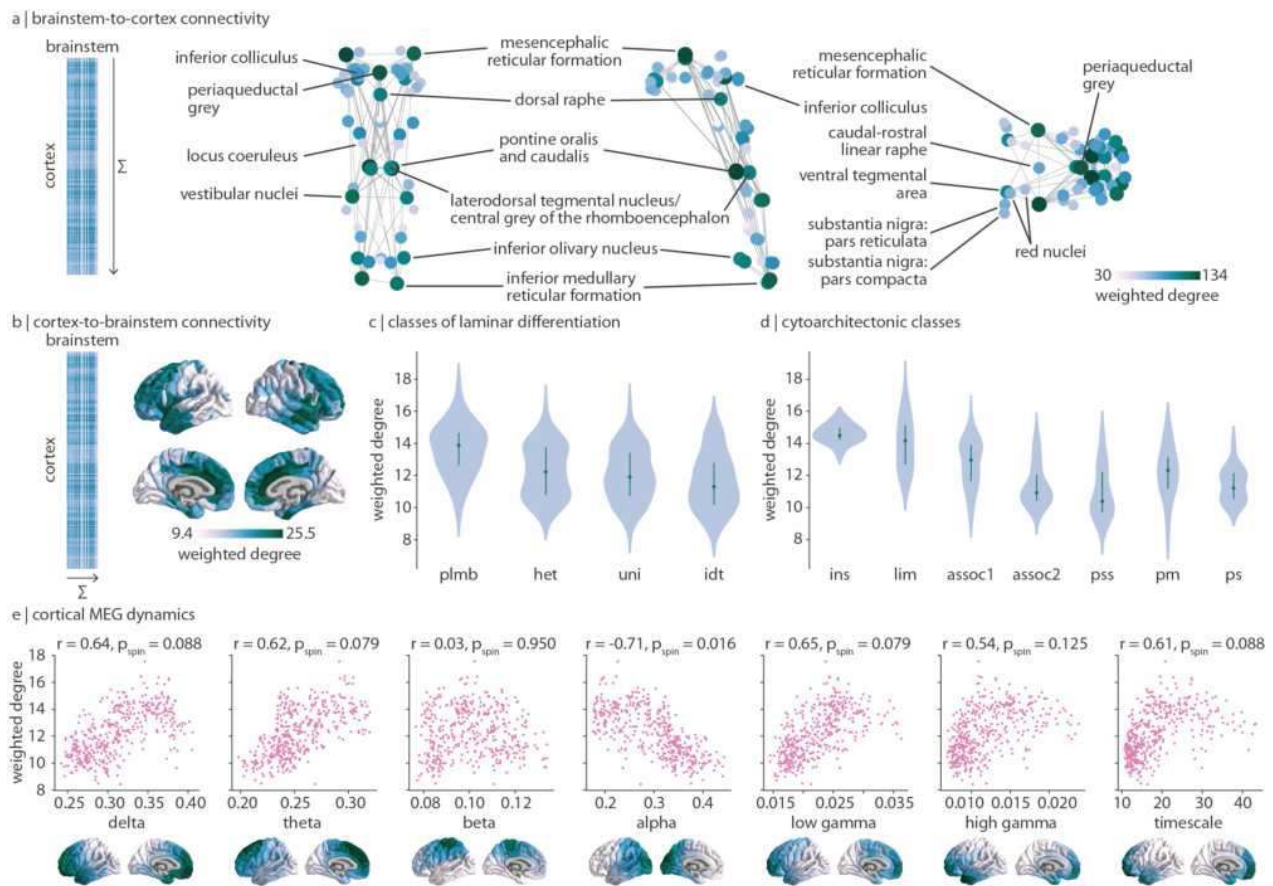 a | brainstem-to-cortex connectivity
brainstem
cortex
Σ
inferior colliculus
periaqueductal
grey
locus coeruleus
vestibular nuclei
mesencephalic
reticular formation
dorsal raphe
pontine oralis
and caudalis
laterodorsal tegmental nucleus/
central grey of the rhomboencephalon
inferior olivary nucleus
inferior medullary
reticular formation
mesencephalic
reticular formation
inferior colliculus
caudal-rostral
linear raphe
ventral tegmental
area
substantia nigra:
pars reticulata
substantia nigra:
pars compacta
periaqueductal
grey
red nuclei
30 134
weighted degree
b | cortex-to-brainstem connectivity
brainstem
cortex
Σ
9.4 25.5
weighted degree
c | classes of laminar differentiation
weighted degree
18
16
14
12
10
8
plmb het uni idt
d | cytoarchitectonic classes
weighted degree
18
16
14
12
10
8
ins lim assoc1 assoc2 pss pm ps
e | cortical MEG dynamics
weighted degree
18
16
14
12
10
8
r = 0.64, pspin = 0.088
0.25 0.30 0.35 0.40
delta
r = 0.62, pspin = 0.079
0.20 0.25 0.30
theta
r = 0.03, pspin = 0.950
0.08 0.10 0.12
beta
r = -0.71, pspin = 0.016
0.2 0.3 0.4
alpha
r = 0.65, pspin = 0.079
0.015 0.025 0.035
low gamma
r = 0.54, pspin = 0.125
0.010 0.015 0.020
high gamma
r = 0.61, pspin = 0.088
10 20 30 40
timescale